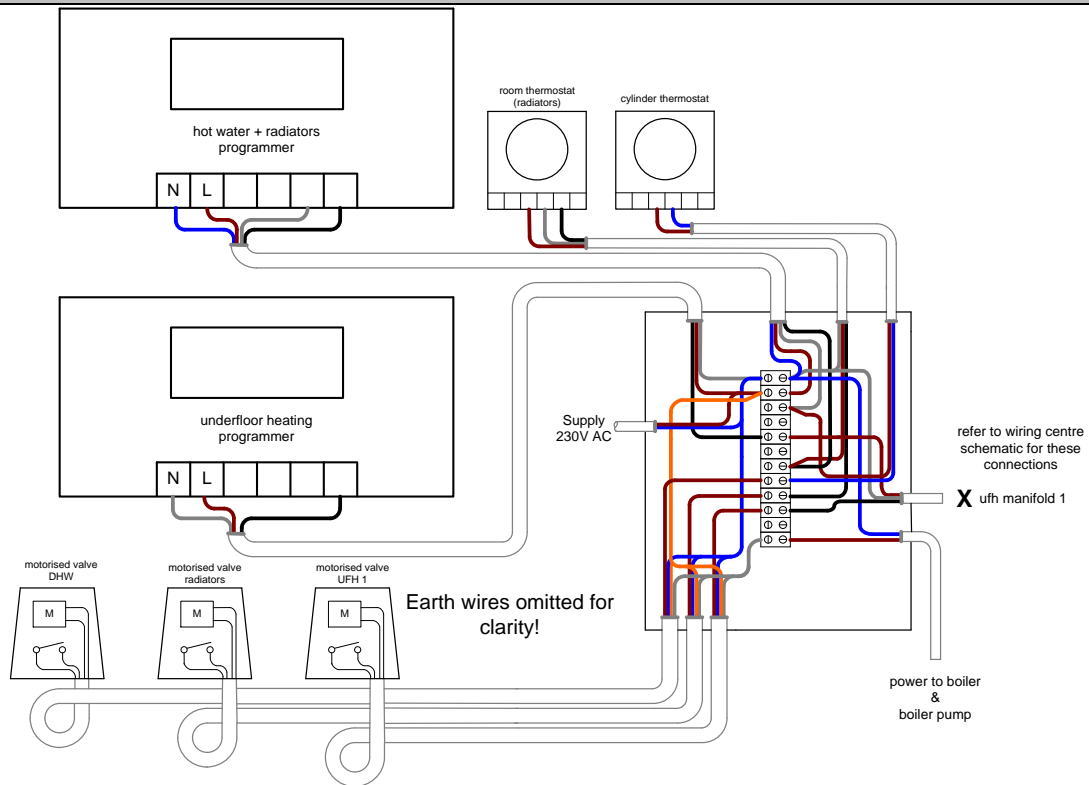 hot water + radiators
programmer
N L
room thermostat
(radiators)
cylinder thermostat
underfloor heating
programmer
N L
Supply
230V AC
refer to wiring centre
schematic for these
connections
X ufh manifold 1
motorised valve
DHW
M
motorised valve
radiators
M
motorised valve
UFH 1
M
Earth wires omitted for
clarity!
power to boiler
&
boiler pump